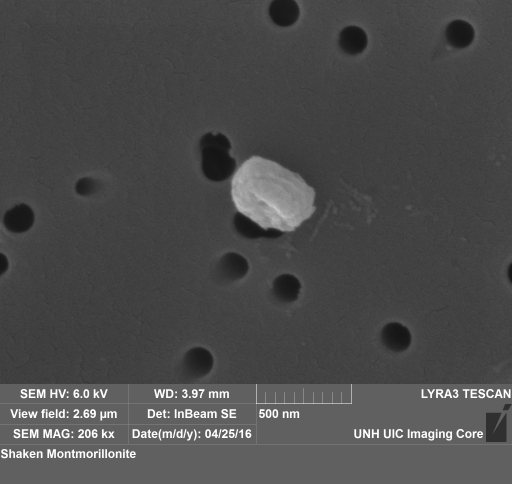 SEM HV: 6.0 kV WD: 3.97 mm LYRA3 TESCAN
View field: 2.69 µm Det: InBeam SE 500 nm
SEM MAG: 206 kx Date(m/d/y): 04/25/16 UNH UIC Imaging Core
Shaken Montmorillonite